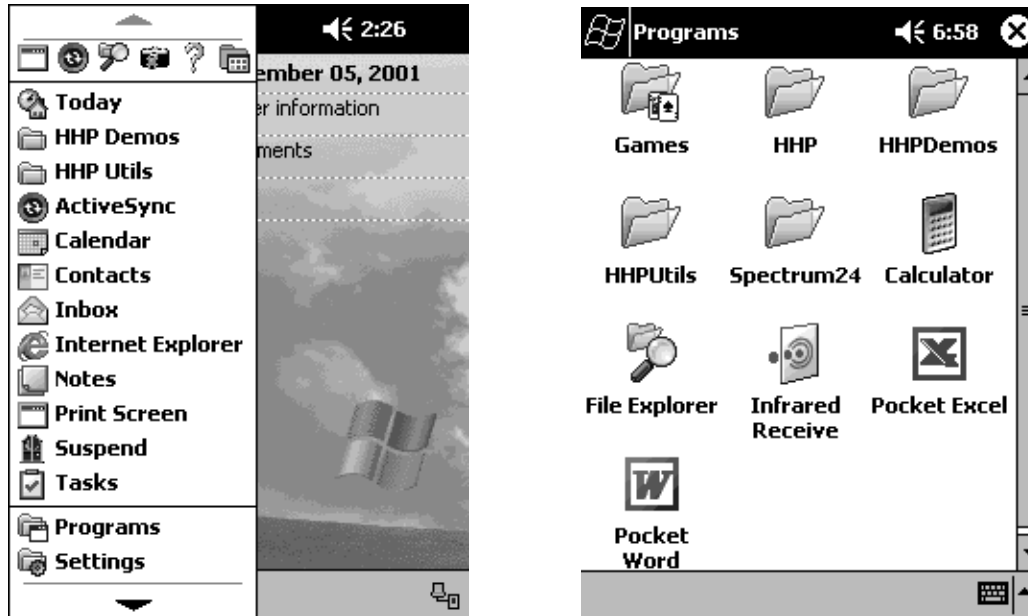 2:26
ember 05, 2001
er information
ments
Today
HHP Demos
HHP Utils
ActiveSync
Calendar
Contacts
Inbox
Internet Explorer
Notes
Print Screen
Suspend
Tasks
Programs
Settings
Programs 6:58
Games HHP HHPDemos
HHPUtils Spectrum24 Calculator
File Explorer Infrared Pocket Excel
Receive
Pocket
Word